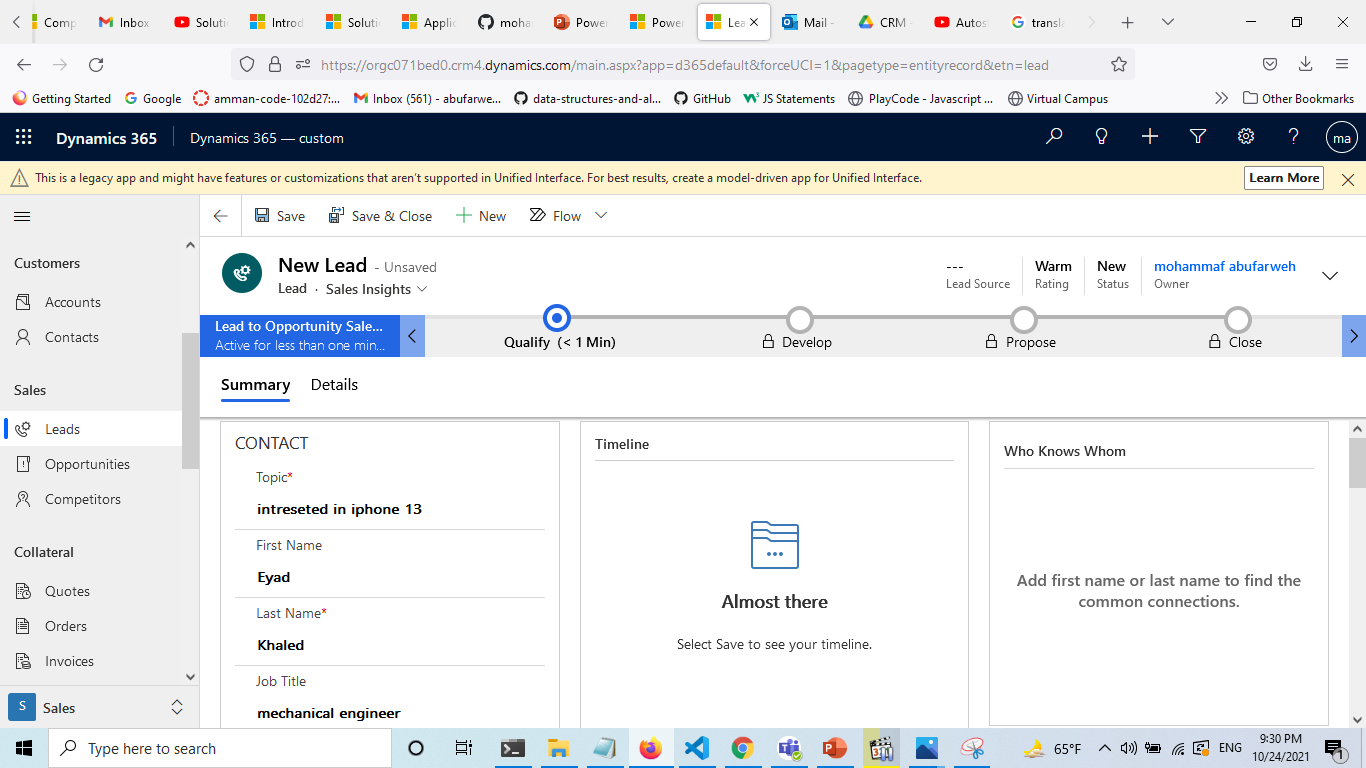 Comp
Inbox
Soluti
Introd
Soluti
Applic
moha
Power
Power
Lea
Mail -
CRM -
Autos
transl
https://orgc071bed0.crm4.dynamics.com/main.aspx?app=d365default&forceUCI=1&pagetype=entityrecord&etn=lead
Getting Started
Google
amman-code-102d27:...
Inbox (561) - abufarwe...
data-structures-and-al...
GitHub
JS Statements
PlayCode - Javascript ...
Virtual Campus
Other Bookmarks
Dynamics 365
Dynamics 365 — custom
ma
This is a legacy app and might have features or customizations that aren't supported in Unified Interface. For best results, create a model-driven app for Unified Interface.
Learn More
Save
Save & Close
New
Flow
Customers
Accounts
Contacts
Sales
Leads
Opportunities
Competitors
Collateral
Quotes
Orders
Invoices
S
Sales
New Lead - Unsaved
Lead · Sales Insights
---
Lead Source
Warm
Rating
New
Status
mohammaf abufarweh
Owner
Lead to Opportunity Sale...
Active for less than one min...
Qualify (< 1 Min)
Develop
Propose
Close
Summary
Details
CONTACT
Topic*
intreseted in iphone 13
First Name
Eyad
Last Name*
Khaled
Job Title
mechanical engineer
Timeline
Almost there
Select Save to see your timeline.
Who Knows Whom
Add first name or last name to find the
common connections.
Type here to search
65°F
ENG
9:30 PM
10/24/2021
1